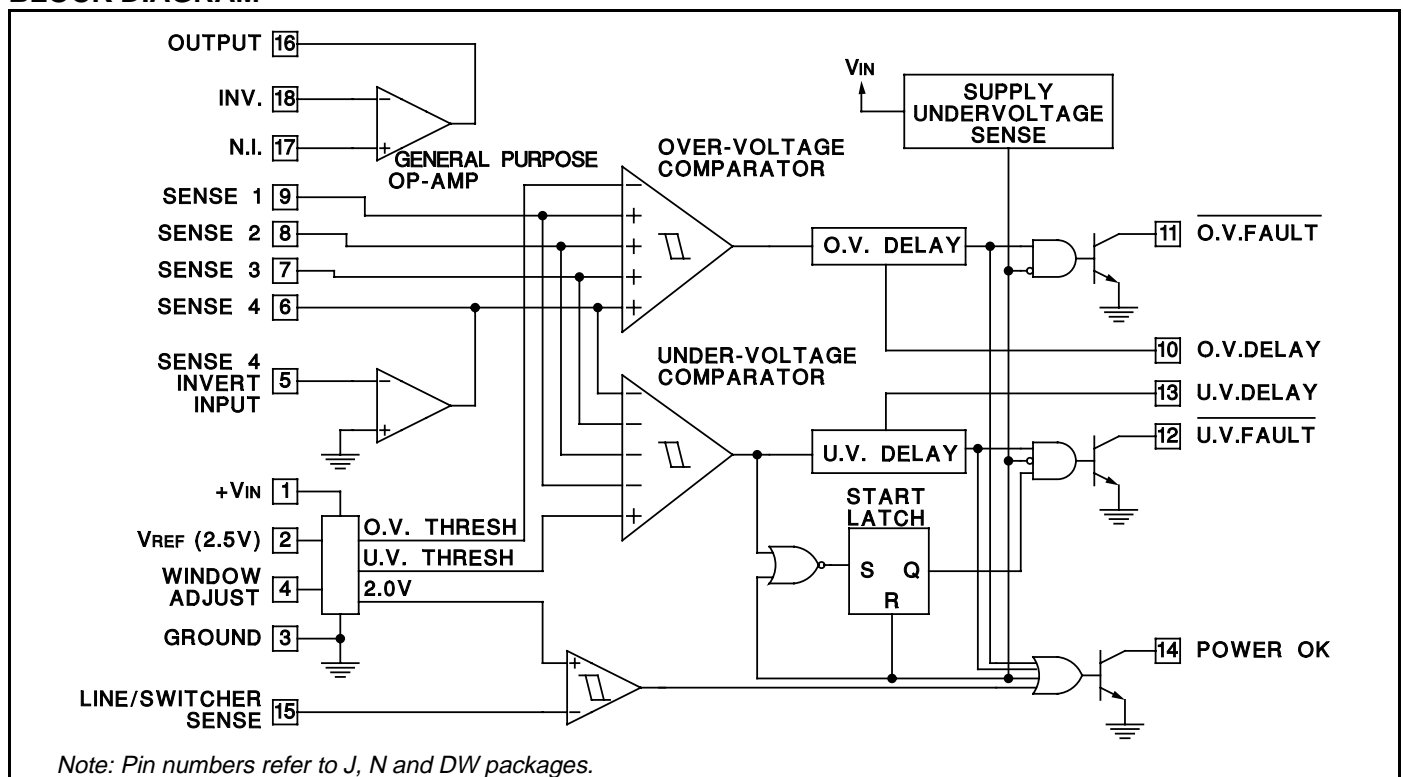 BLOCK DIAGRAM
OUTPUT 16
INV. 18
N.I. 17
− +
GENERAL PURPOSE
OP-AMP
SENSE 1 9
SENSE 2 8
SENSE 3 7
SENSE 4 6
SENSE 4
INVERT
INPUT
5
− +
+VIN 1
VREF (2.5V) 2
WINDOW
ADJUST
4
GROUND 3
LINE/SWITCHER
SENSE
15
O.V. THRESH
U.V. THRESH
2.0V
+ −
OVER-VOLTAGE
COMPARATOR
− + + + +
UNDER-VOLTAGE
COMPARATOR
− − − − +
VIN
SUPPLY
UNDERVOLTAGE
SENSE
O.V. DELAY
U.V. DELAY
START
LATCH
S Q
R
11 O.V.FAULT
10 O.V.DELAY
13 U.V.DELAY
12 U.V.FAULT
14 POWER OK
Note: Pin numbers refer to J, N and DW packages.